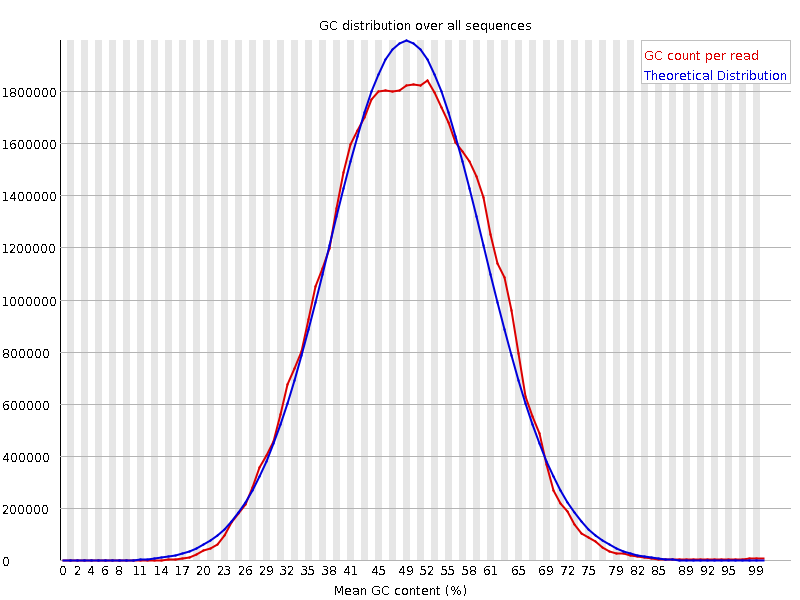 GC distribution over all sequences
GC count per read
Theoretical Distribution
1800000
1600000
1400000
1200000
1000000
800000
600000
400000
200000
0
0 2 4 6 8 11 14 17 20 23 26 29 32 35 38 41 45 48 52 55 58 61 65 69 72 75 79 82 85 89 92 95 99
Mean GC content (%)